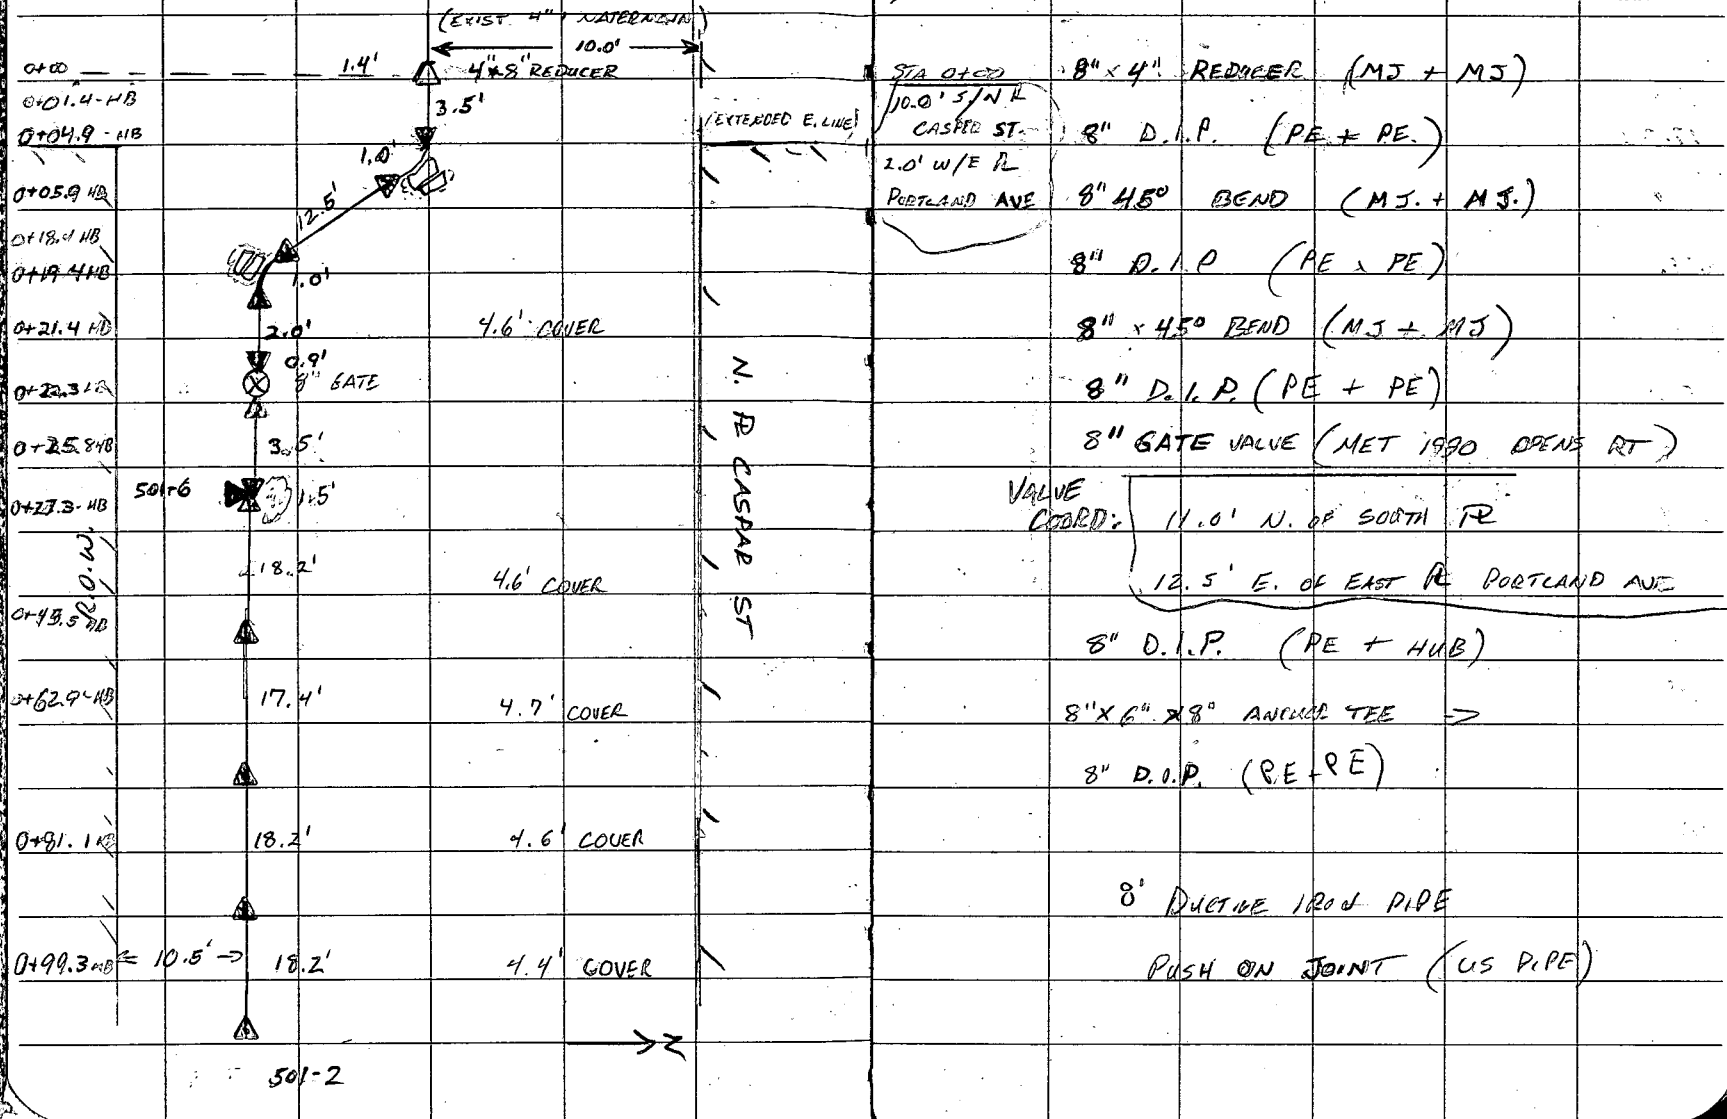 (EXIST 4" WATERMAIN)
10.0'
0+00
1.4'
4"x8" REDUCER
0+01.4-HB
3.5'
0+04.9-HB
(EXTENDED E. LINE)
1.0'
0+05.9 HB
12.5'
0+18.4 HB
0+19.4 HB
1.0'
0+21.4 HB
2.0'
4.6' COVER
0.9'
8" GATE
0+22.3 HB
0+25.8 HB
3.5'
501-6
1.5'
0+27.3-HB
R.O.W.
18.2'
4.6' COVER
0+45.5 HB
0+62.9-HB
17.4'
4.7' COVER
0+81.1 HB
18.2'
4.6' COVER
0+99.3 HB
10.5'
18.2'
4.4' COVER
N. PL CASPAR ST
Z
501-2
STA 0+00
10.0' S/N PL
CASPER ST.
2.0' W/E PL
PORTLAND AVE
8" x 4" REDUCER (MJ + MJ)
8" D.I.P. (PE + PE.)
8" 45° BEND (MJ. + MJ.)
8" D.I.P (PE x PE)
8" x 45° BEND (MJ + MJ)
8" D.I.P. (PE + PE)
8" GATE VALVE (MET 1990 OPENS RT)
VALVE
COORD:
11.0' N. OF SOUTH PL
12.5' E. OF EAST PL PORTLAND AVE
8" D.I.P. (PE + HUB)
8" X 6" x 8" ANCHOR TEE ->
8" D.I.P. (PE + PE)
8' DUCTILE IRON PIPE
PUSH ON JOINT (US PIPE)